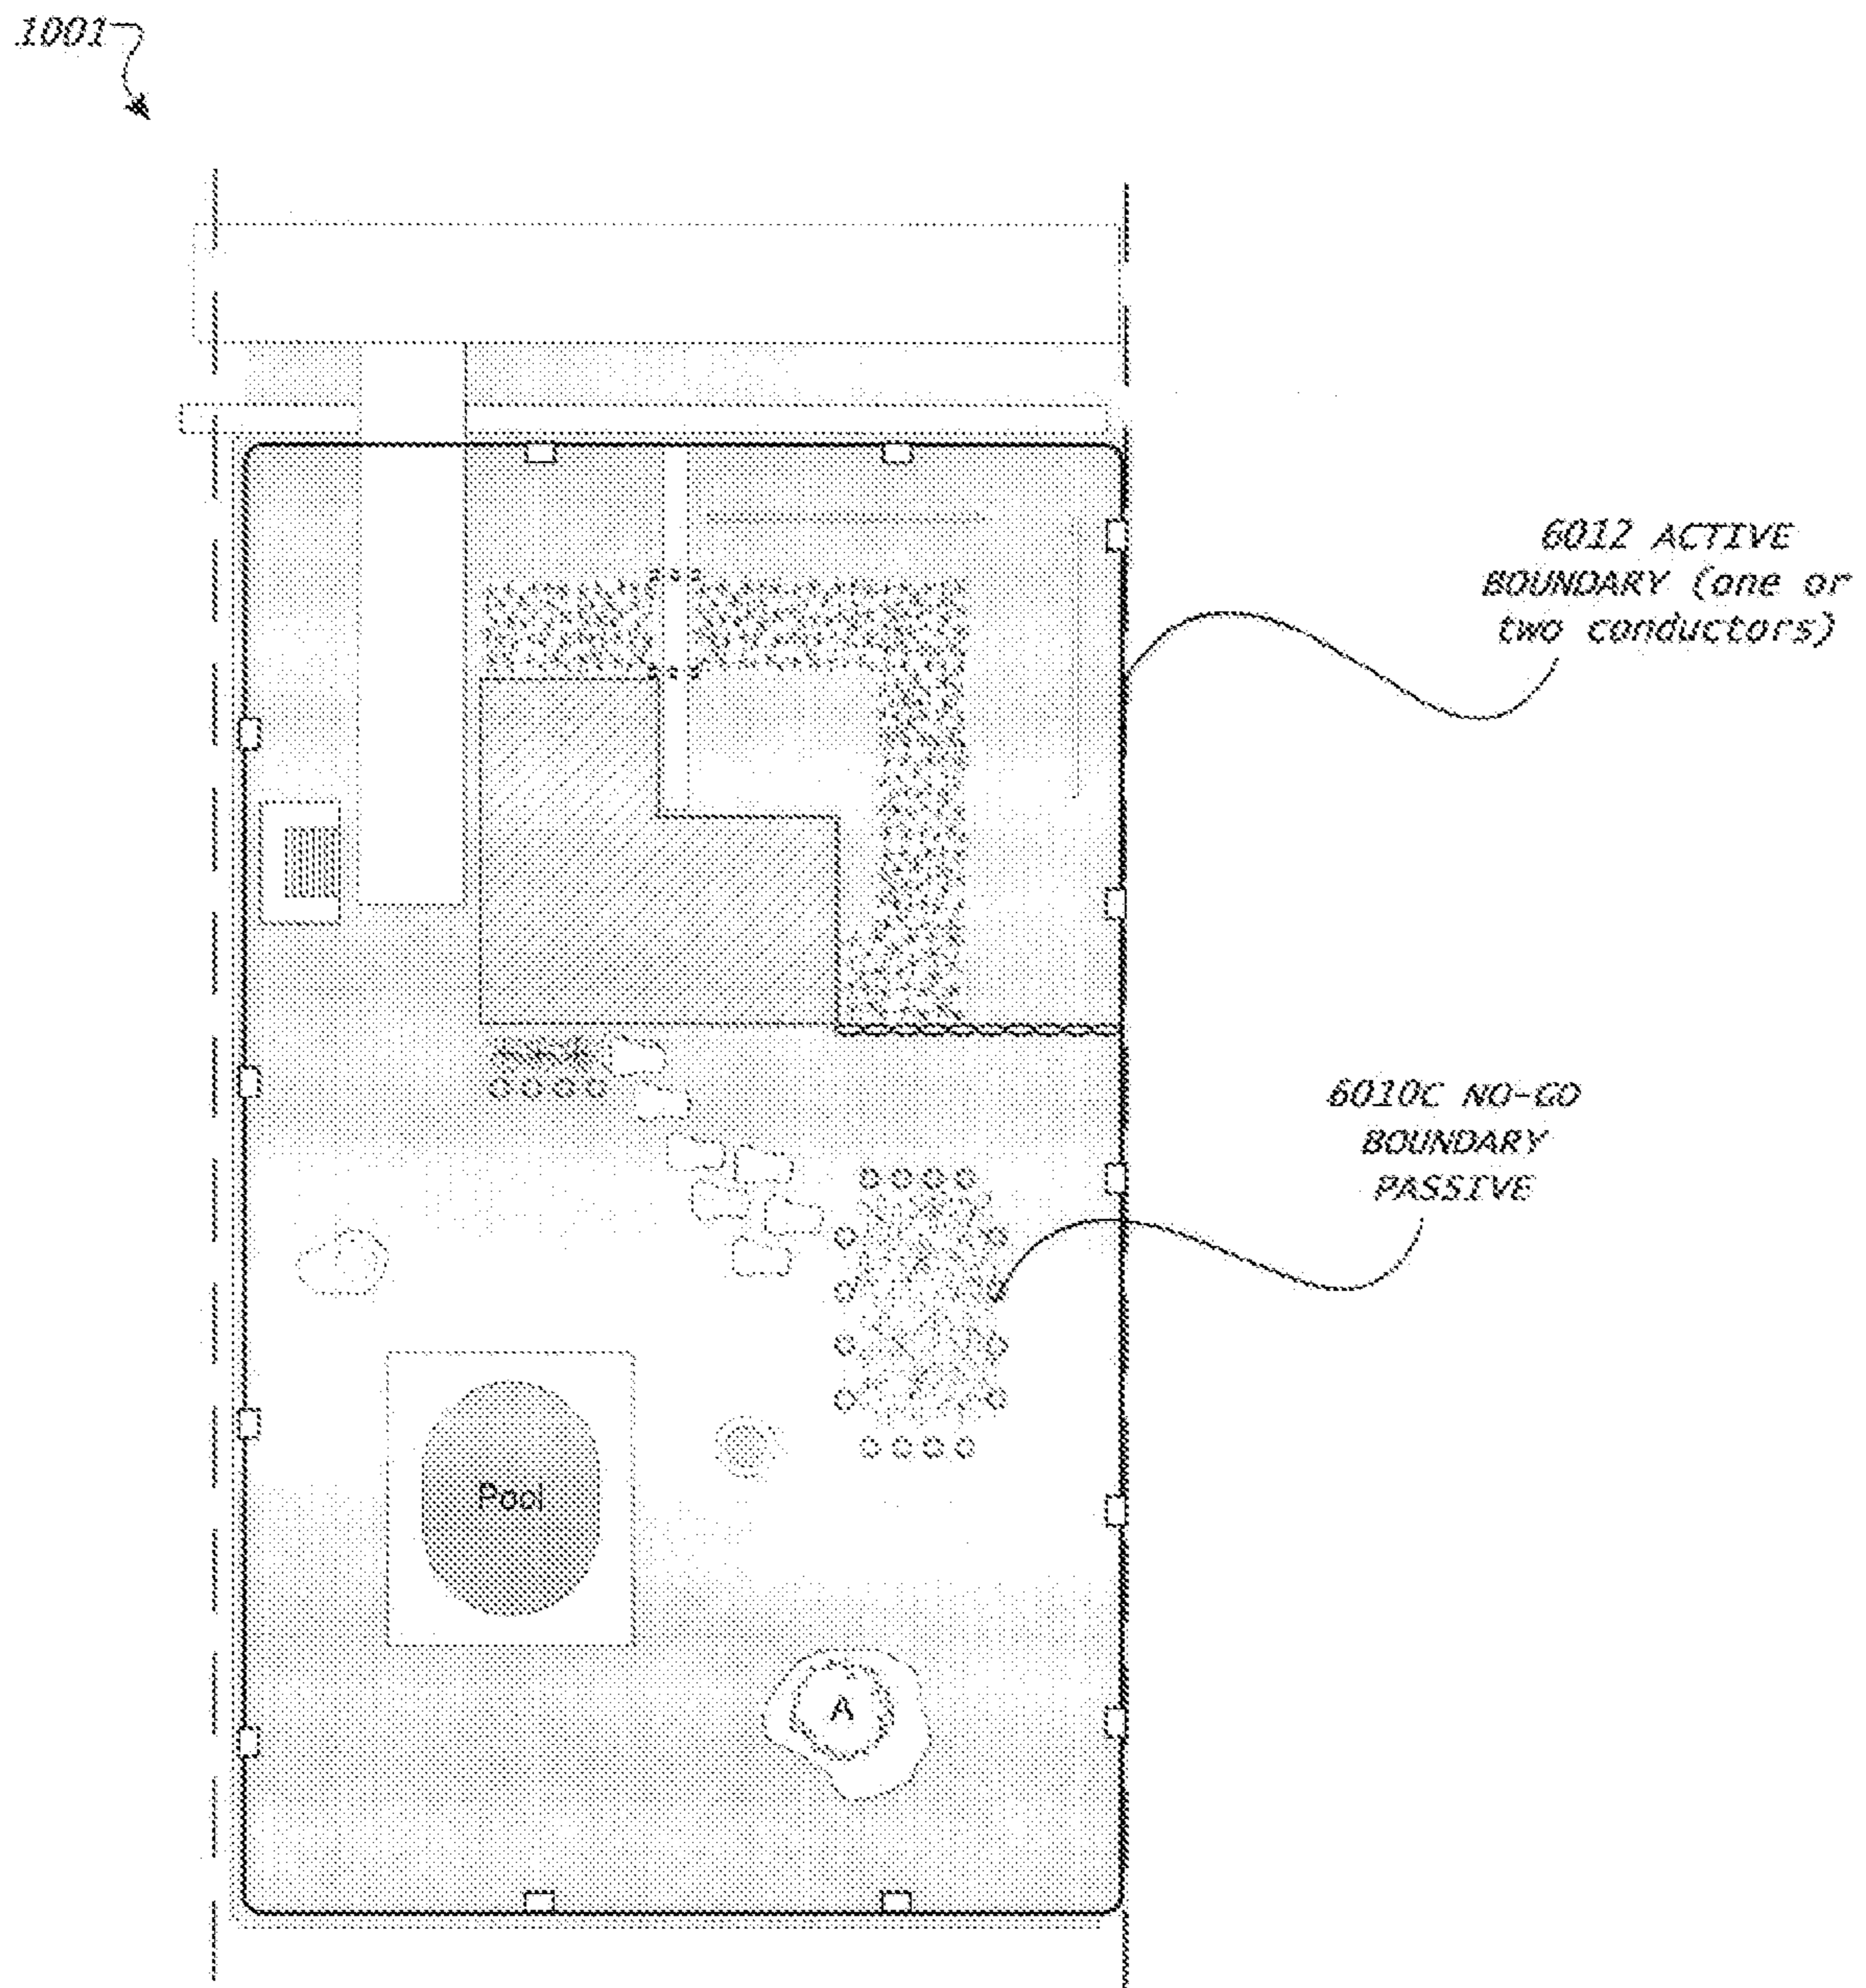 1001
6012 ACTIVE
BOUNDARY (one or
two conductors)
6010C NO-GO
BOUNDARY
PASSIVE
Pool
A